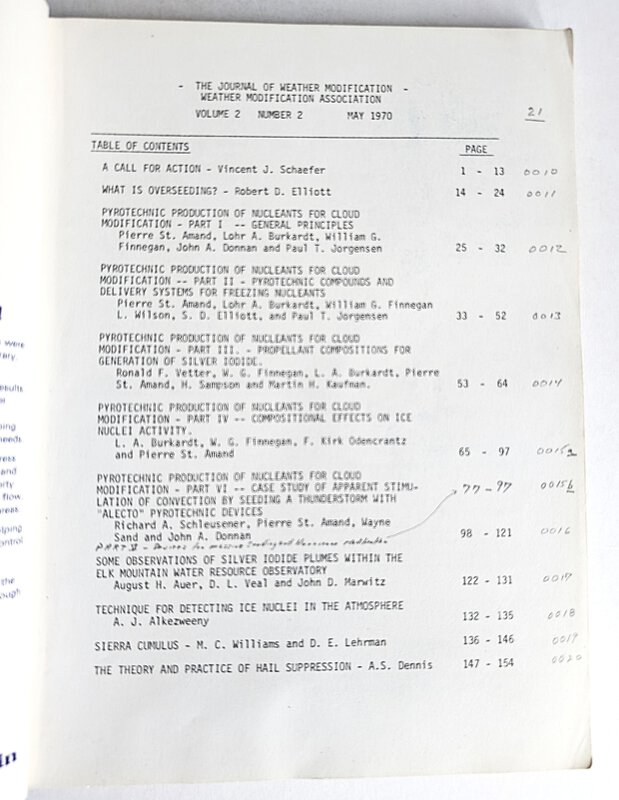 - THE JOURNAL OF WEATHER MODIFICATION -
WEATHER MODIFICATION ASSOCIATION
VOLUME 2 NUMBER 2 MAY 1970
21
TABLE OF CONTENTS PAGE
A CALL FOR ACTION - Vincent J. Schaefer 1 - 13 0010
WHAT IS OVERSEEDING? - Robert D. Elliott 14 - 24 0011
PYROTECHNIC PRODUCTION OF NUCLEANTS FOR CLOUD
MODIFICATION - PART I -- GENERAL PRINCIPLES
Pierre St. Amand, Lohr A. Burkardt, William G.
Finnegan, John A. Donnan and Paul T. Jorgensen 25 - 32 0012
PYROTECHNIC PRODUCTION OF NUCLEANTS FOR CLOUD
MODIFICATION -- PART II - PYROTECHNIC COMPOUNDS AND
DELIVERY SYSTEMS FOR FREEZING NUCLEANTS
Pierre St. Amand, Lohr A. Burkardt, William G. Finnegan
L. Wilson, S. D. Elliott, and Paul T. Jorgensen 33 - 52 0013
PYROTECHNIC PRODUCTION OF NUCLEANTS FOR CLOUD
MODIFICATION - PART III. - PROPELLANT COMPOSITIONS FOR
GENERATION OF SILVER IODIDE.
Ronald F. Vetter, W. G. Finnegan, L. A. Burkardt, Pierre
St. Amand, H. Sampson and Martin H. Kaufman. 53 - 64 0014
PYROTECHNIC PRODUCTION OF NUCLEANTS FOR CLOUD
MODIFICATION - PART IV -- COMPOSITIONAL EFFECTS ON ICE
NUCLEI ACTIVITY.
L. A. Burkardt, W. G. Finnegan, F. Kirk Odencrantz
and Pierre St. Amand 65 - 97 0015a
PYROTECHNIC PRODUCTION OF NUCLEANTS FOR CLOUD
MODIFICATION - PART VI -- CASE STUDY OF APPARENT STIMU- 77-97 0015b
LATION OF CONVECTION BY SEEDING A THUNDERSTORM WITH
"ALECTO" PYROTECHNIC DEVICES
Richard A. Schleusener, Pierre St. Amand, Wayne
Sand and John A. Donnan 98 - 121 0016
PART V - Devices for massive seeding and Hurricane
SOME OBSERVATIONS OF SILVER IODIDE PLUMES WITHIN THE
ELK MOUNTAIN WATER RESOURCE OBSERVATORY
August H. Auer, D. L. Veal and John D. Marwitz 122 - 131 0017
TECHNIQUE FOR DETECTING ICE NUCLEI IN THE ATMOSPHERE
A. J. Alkezweeny 132 - 135 0018
SIERRA CUMULUS - M. C. Williams and D. E. Lehrman 136 - 146 0019
THE THEORY AND PRACTICE OF HAIL SUPPRESSION - A.S. Dennis 147 - 154 0020